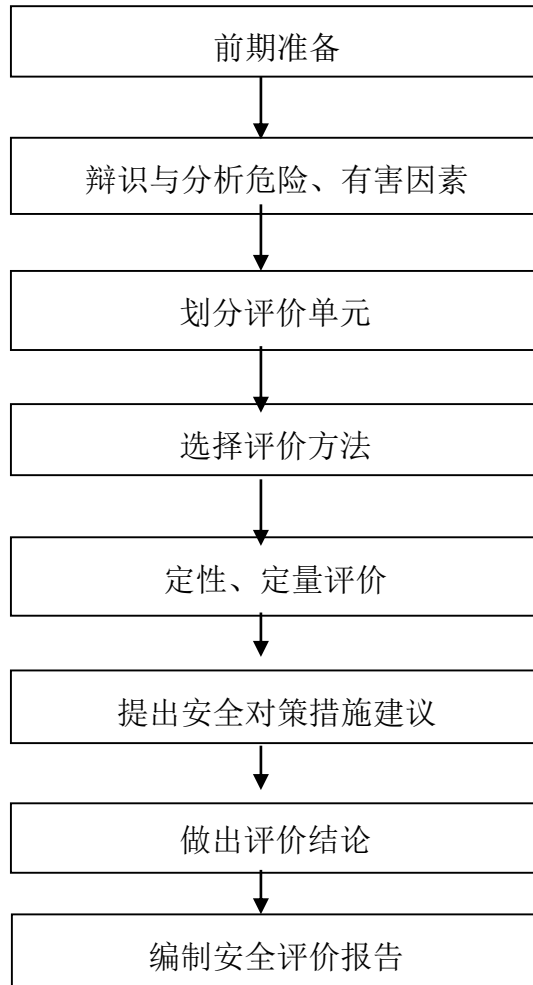 前期准备
辩识与分析危险、有害因素
划分评价单元
选择评价方法
定性、定量评价
提出安全对策措施建议
做出评价结论
编制安全评价报告